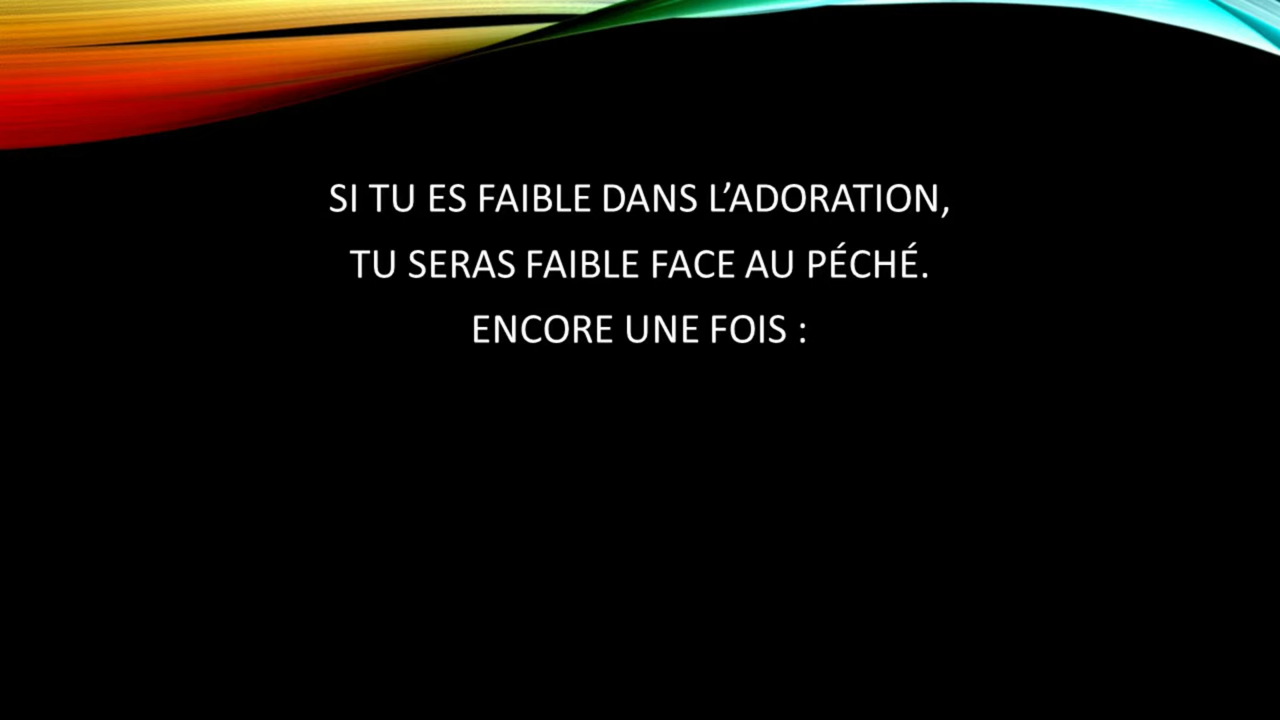 SI TU ES FAIBLE DANS L’ADORATION,
TU SERAS FAIBLE FACE AU PÉCHÉ.
ENCORE UNE FOIS :